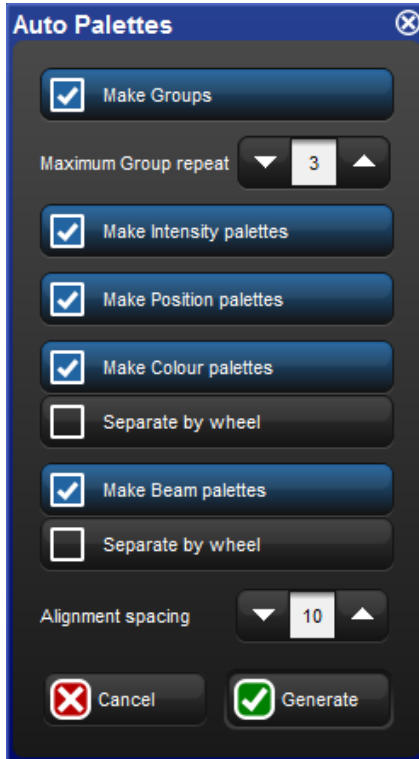 Auto Palettes
Make Groups
Maximum Group repeat 3
Make Intensity palettes
Make Position palettes
Make Colour palettes
Separate by wheel
Make Beam palettes
Separate by wheel
Alignment spacing 10
Cancel Generate